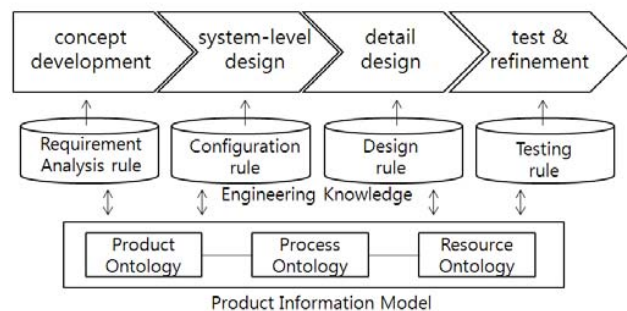 concept
development
system-level
design
detail
design
test &
refinement
Requirement
Analysis rule
Configuration
rule
Design
rule
Testing
rule
Engineering Knowledge
Product
Ontology
Process
Ontology
Resource
Ontology
Product Information Model